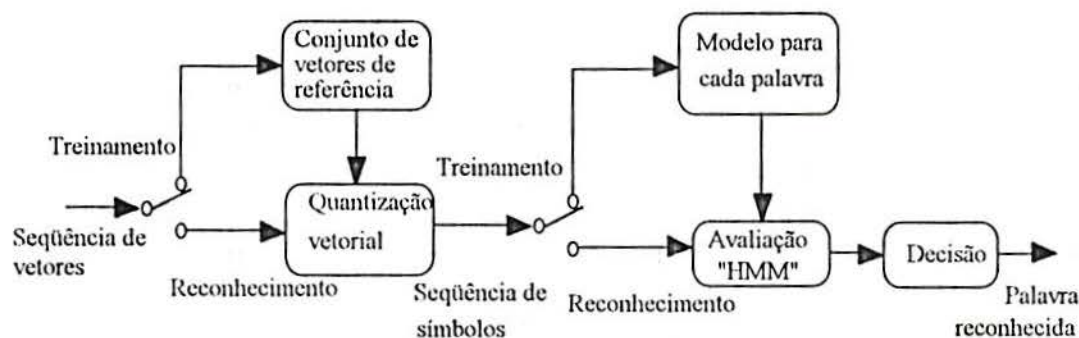 Conjunto de
vetores de
referência
Modelo para
cada palavra
Treinamento
Treinamento
Quantização
vetorial
Seqüência de
vetores
Avaliação
"HMM"
Decisão
Reconhecimento
Seqüência de
símbolos
Reconhecimento
Palavra
reconhecida